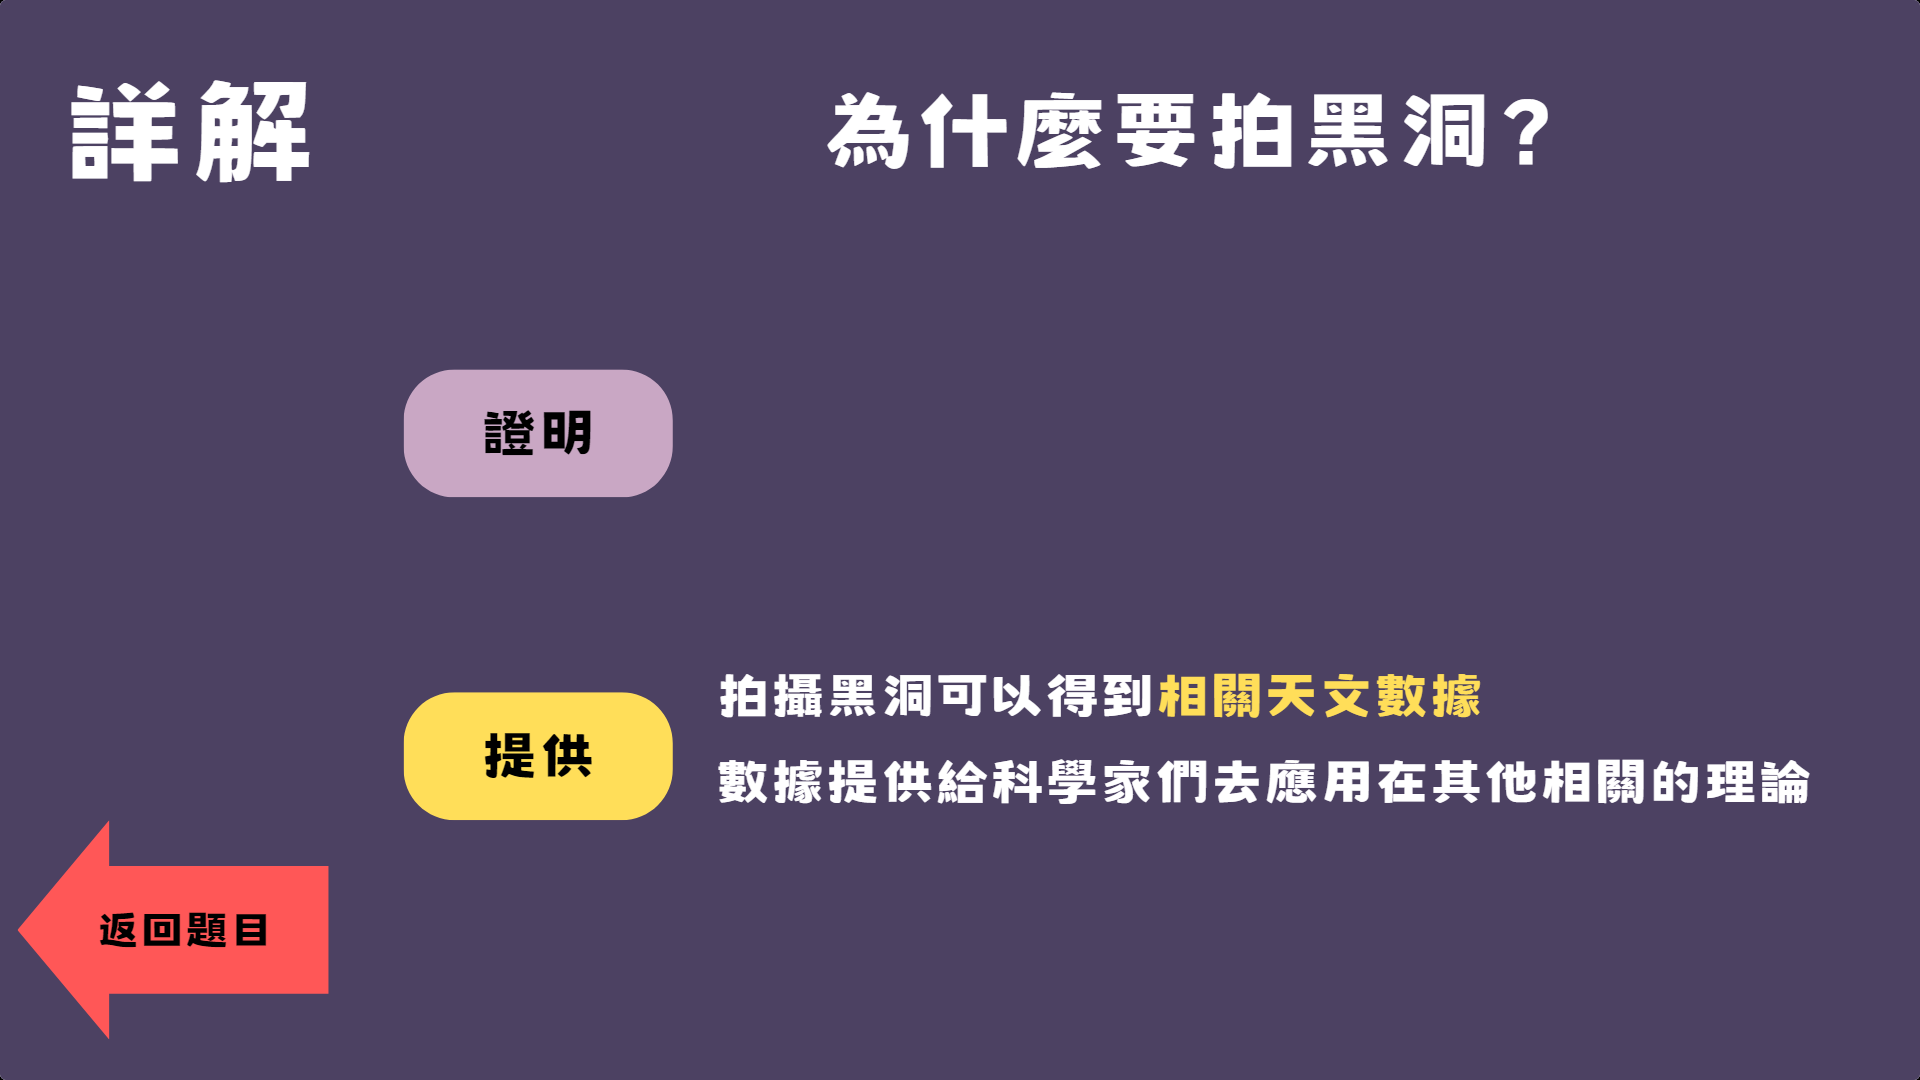 詳解
為什麼要拍黑洞?
證明
提供
拍攝黑洞可以得到相關天文數據
數據提供給科學家們去應用在其他相關的理論
返回題目